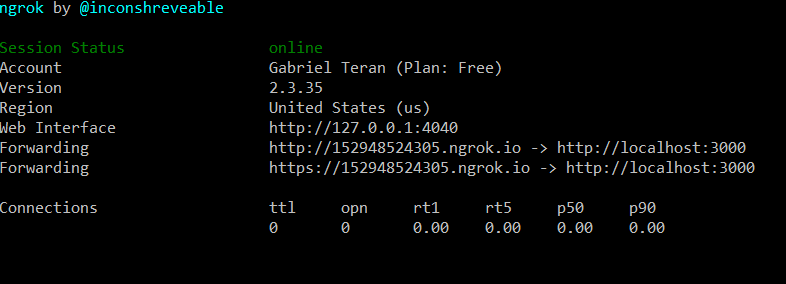 ngrok by @inconshreveable
Session Status online
Account Gabriel Teran (Plan: Free)
Version 2.3.35
Region United States (us)
Web Interface http://127.0.0.1:4040
Forwarding http://152948524305.ngrok.io -> http://localhost:3000
Forwarding https://152948524305.ngrok.io -> http://localhost:3000
Connections ttl opn rt1 rt5 p50 p90
0 0 0.00 0.00 0.00 0.00